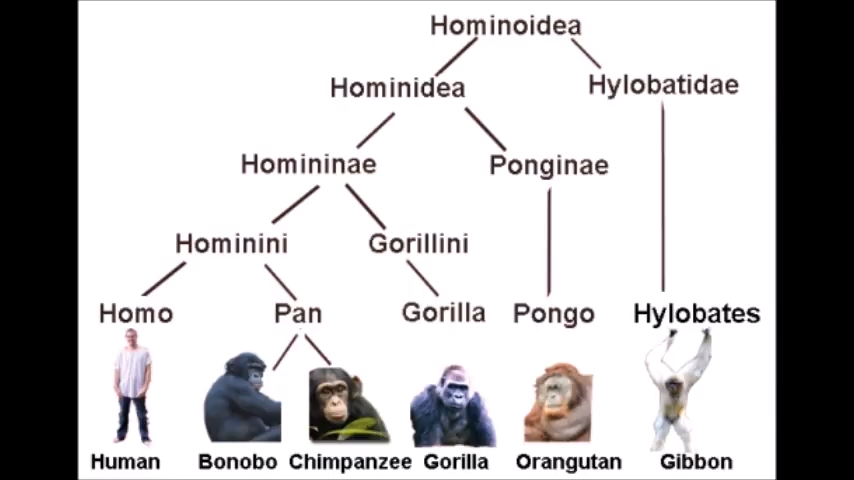 Hominoidea
Hominidea
Hylobatidae
Homininae
Ponginae
Hominini
Gorillini
Homo
Pan
Gorilla
Pongo
Hylobates
Human
Bonobo
Chimpanzee
Gorilla
Orangutan
Gibbon